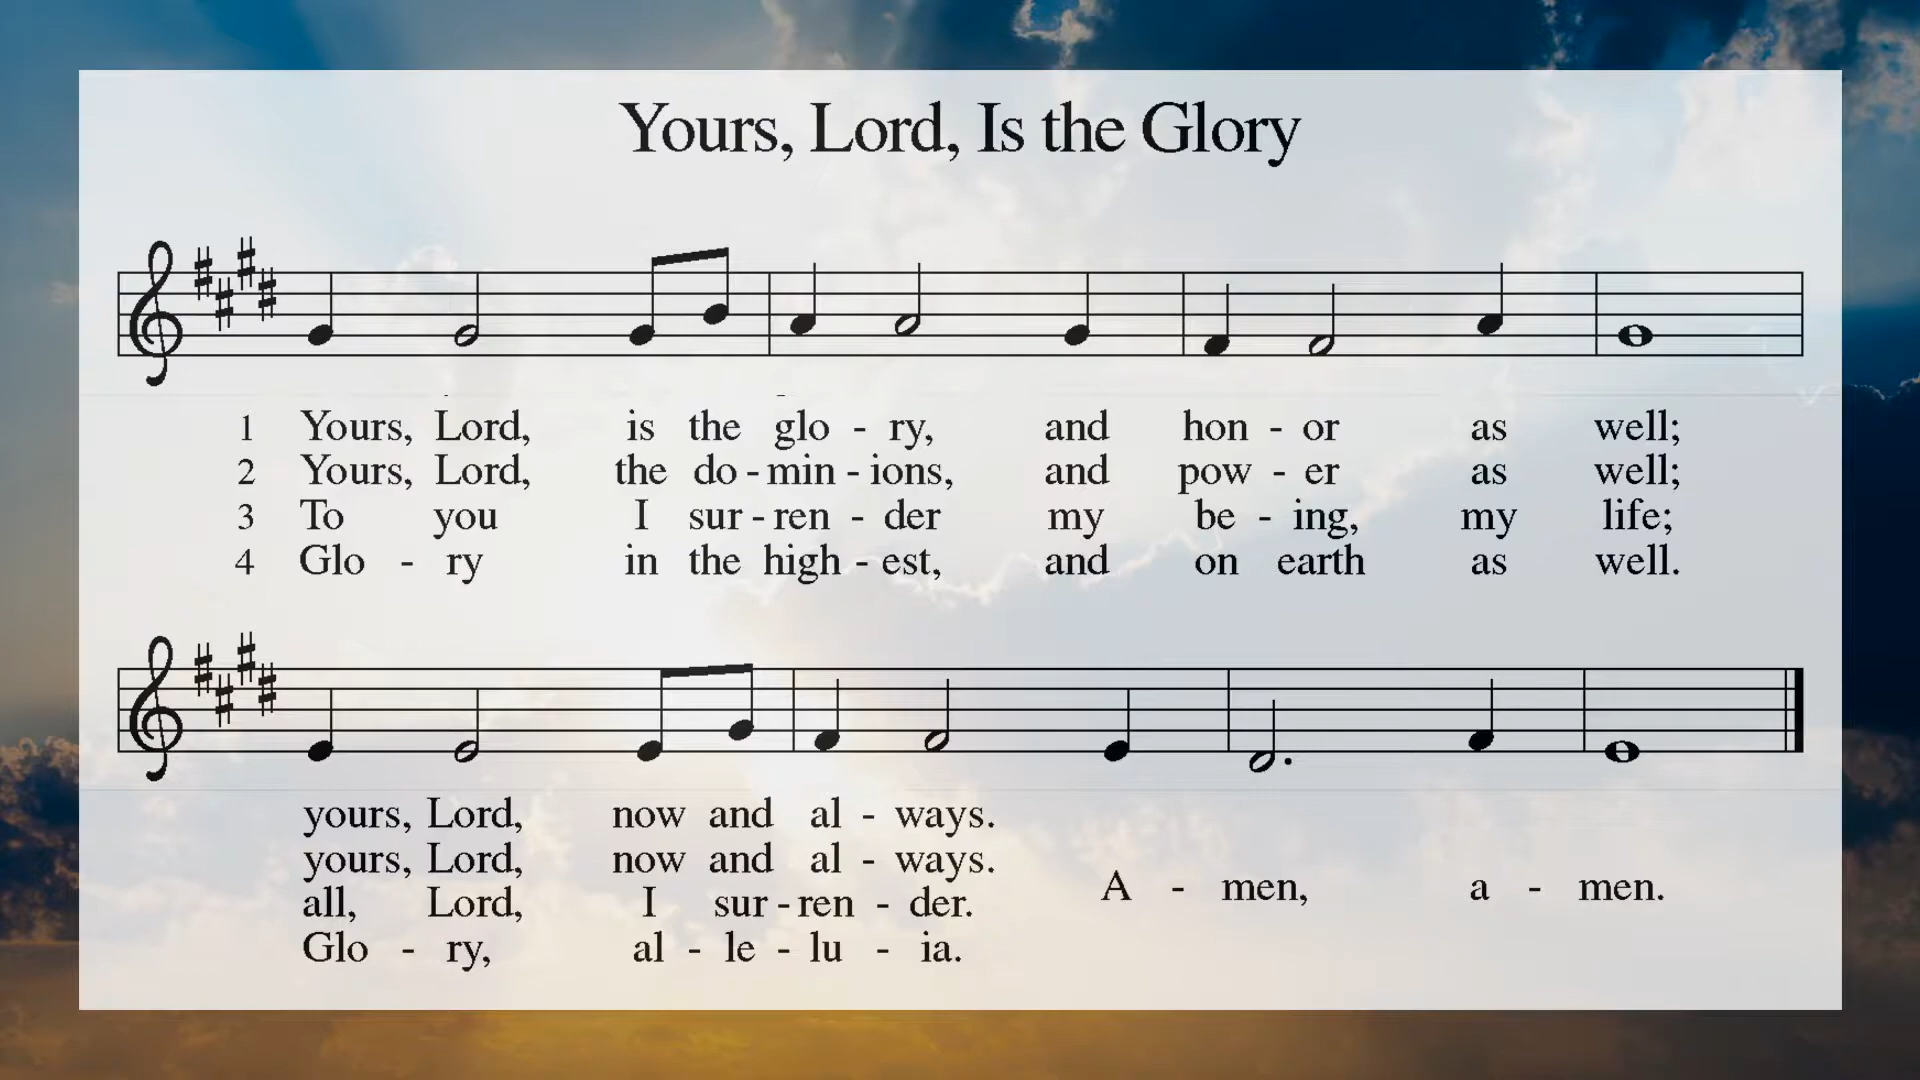 Yours, Lord, Is the Glory
1 Yours, Lord, is the glo - ry, and hon - or as well;
2 Yours, Lord, the do - min - ions, and pow - er as well;
3 To you I sur - ren - der my be - ing, my life;
4 Glo - ry in the high - est, and on earth as well.
yours, Lord, now and al - ways.
yours, Lord, now and al - ways.
all, Lord, I sur - ren - der.
Glo - ry, al - le - lu - ia.
A - men, a - men.